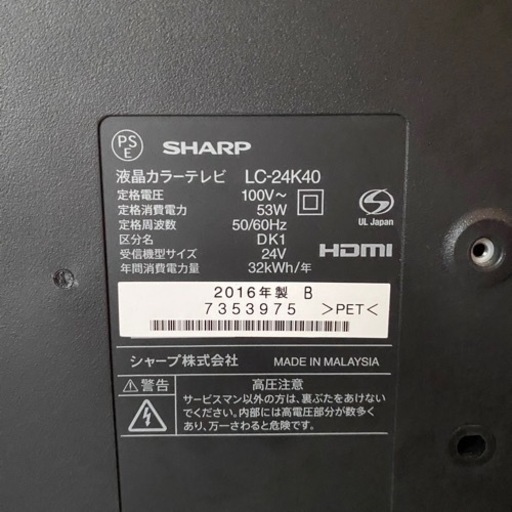 PSE SHARP
液晶カラーテレビ LC-24K40
定格電圧 100V～
定格消費電力 53W
定格周波数 50/60Hz
区分名 DK1
受信機型サイズ 24V
年間消費電力量 32kWh/年
S UL Japan
HDMI
2016年製 B
7353975 >PET<
シャープ株式会社 MADE IN MALAYSIA
⚠警告 高圧注意
サービスマン以外の方は、裏ぶたをあけない
でください。内部には高電圧部分が数多く
あり、万一さわると危険です。